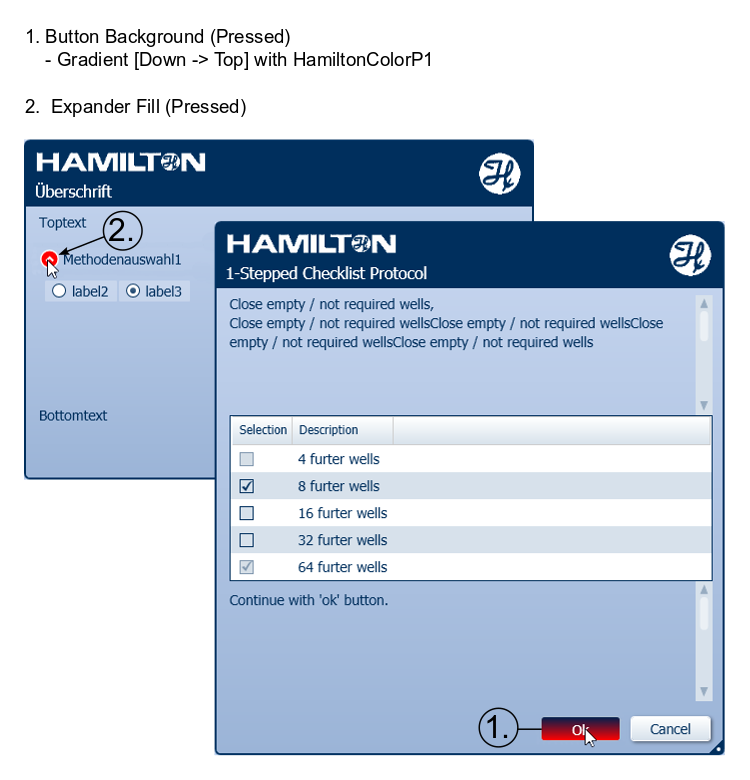 1. Button Background (Pressed)
- Gradient [Down -> Top] with HamiltonColorP1
2. Expander Fill (Pressed)
HAMILTON
Überschrift
Toptext
2.
Methodenauswahl1
label2 label3
Bottomtext
HAMILTON
1-Stepped Checklist Protocol
Close empty / not required wells,
Close empty / not required wellsClose empty / not required wellsClose
empty / not required wellsClose empty / not required wells
Selection Description
4 furter wells
8 furter wells
16 furter wells
32 furter wells
64 furter wells
Continue with 'ok' button.
1.
Ok Cancel